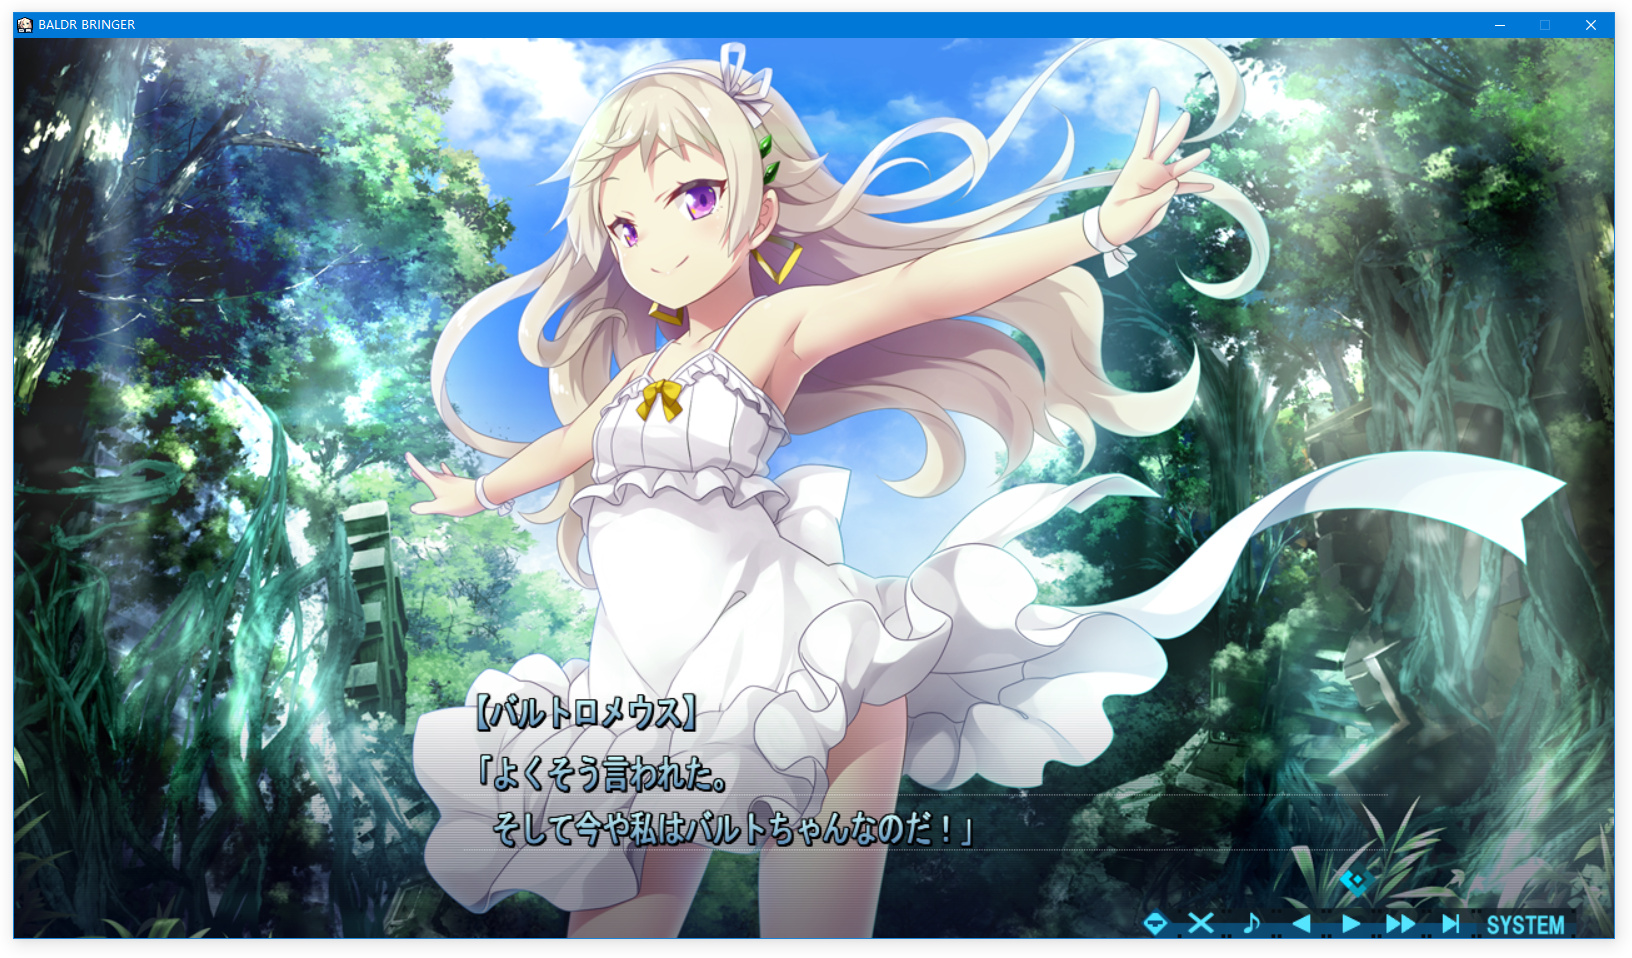 BALDR BRINGER
【バルトロメウス】
「よくそう言われた。
そして今や私はバルトちゃんなのだ！」
SYSTEM